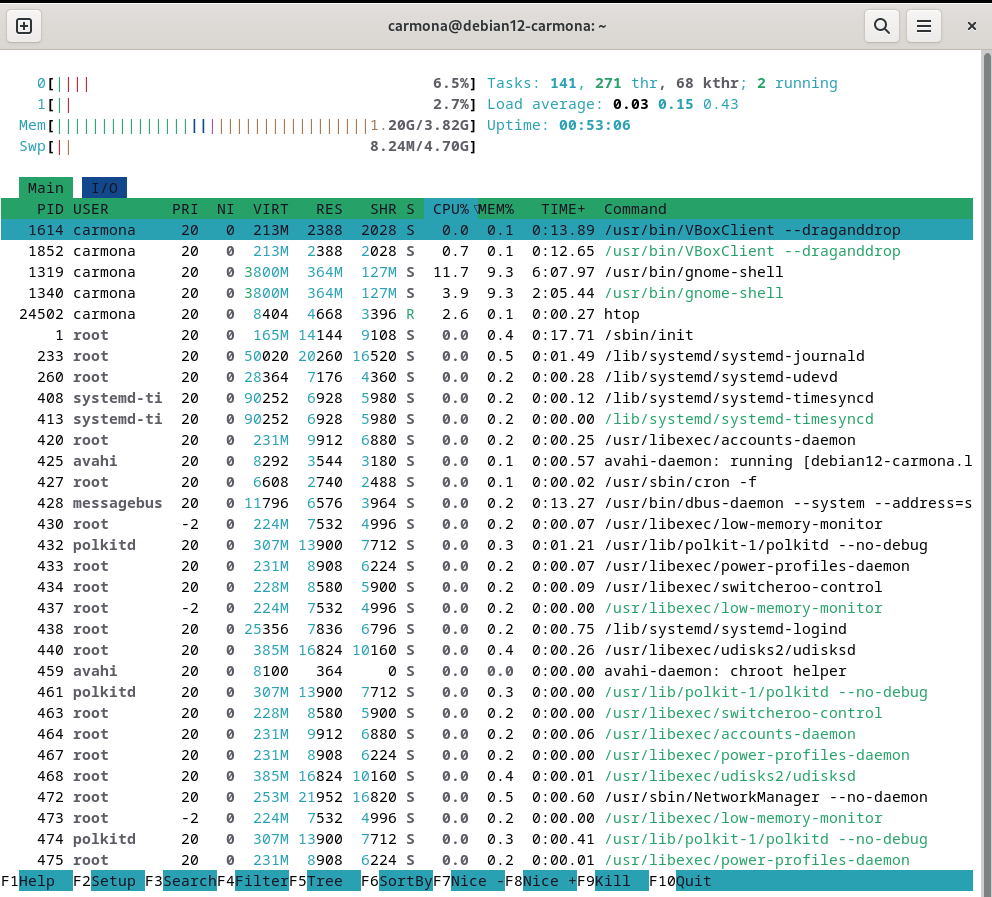 carmona@debian12-carmona: ~
0[|||| 6.5%] Tasks: 141, 271 thr, 68 kthr; 2 running
1[|| 2.7%] Load average: 0.03 0.15 0.43
Mem[|||||||||||||||||||||||||||||||||||1.20G/3.82G] Uptime: 00:53:06
Swp[|| 8.24M/4.70G]
Main I/O
PID USER PRI NI VIRT RES SHR S CPU%▽MEM% TIME+ Command
1614 carmona 20 0 213M 2388 2028 S 0.0 0.1 0:13.89 /usr/bin/VBoxClient --draganddrop
1852 carmona 20 0 213M 2388 2028 S 0.7 0.1 0:12.65 /usr/bin/VBoxClient --draganddrop
1319 carmona 20 0 3800M 364M 127M S 11.7 9.3 6:07.97 /usr/bin/gnome-shell
1340 carmona 20 0 3800M 364M 127M S 3.9 9.3 2:05.44 /usr/bin/gnome-shell
24502 carmona 20 0 8404 4668 3396 R 2.6 0.1 0:00.27 htop
1 root 20 0 165M 14144 9108 S 0.0 0.4 0:17.71 /sbin/init
233 root 20 0 50020 20260 16520 S 0.0 0.5 0:01.49 /lib/systemd/systemd-journald
260 root 20 0 28364 7176 4360 S 0.0 0.2 0:00.28 /lib/systemd/systemd-udevd
408 systemd-ti 20 0 90252 6928 5980 S 0.0 0.2 0:00.12 /lib/systemd/systemd-timesyncd
413 systemd-ti 20 0 90252 6928 5980 S 0.0 0.2 0:00.00 /lib/systemd/systemd-timesyncd
420 root 20 0 231M 9912 6880 S 0.0 0.2 0:00.25 /usr/libexec/accounts-daemon
425 avahi 20 0 8292 3544 3180 S 0.0 0.1 0:00.57 avahi-daemon: running [debian12-carmona.l
427 root 20 0 6608 2740 2488 S 0.0 0.1 0:00.02 /usr/sbin/cron -f
428 messagebus 20 0 11796 6576 3964 S 0.0 0.2 0:13.27 /usr/bin/dbus-daemon --system --address=s
430 root -2 0 224M 7532 4996 S 0.0 0.2 0:00.07 /usr/libexec/low-memory-monitor
432 polkitd 20 0 307M 13900 7712 S 0.0 0.3 0:01.21 /usr/lib/polkit-1/polkitd --no-debug
433 root 20 0 231M 8908 6224 S 0.0 0.2 0:00.07 /usr/libexec/power-profiles-daemon
434 root 20 0 228M 8580 5900 S 0.0 0.2 0:00.09 /usr/libexec/switcheroo-control
437 root -2 0 224M 7532 4996 S 0.0 0.2 0:00.00 /usr/libexec/low-memory-monitor
438 root 20 0 25356 7836 6796 S 0.0 0.2 0:00.75 /lib/systemd/systemd-logind
440 root 20 0 385M 16824 10160 S 0.0 0.4 0:00.26 /usr/libexec/udisks2/udisksd
459 avahi 20 0 8100 364 0 S 0.0 0.0 0:00.00 avahi-daemon: chroot helper
461 polkitd 20 0 307M 13900 7712 S 0.0 0.3 0:00.00 /usr/lib/polkit-1/polkitd --no-debug
463 root 20 0 228M 8580 5900 S 0.0 0.2 0:00.00 /usr/libexec/switcheroo-control
464 root 20 0 231M 9912 6880 S 0.0 0.2 0:00.06 /usr/libexec/accounts-daemon
467 root 20 0 231M 8908 6224 S 0.0 0.2 0:00.00 /usr/libexec/power-profiles-daemon
468 root 20 0 385M 16824 10160 S 0.0 0.4 0:00.01 /usr/libexec/udisks2/udisksd
472 root 20 0 253M 21952 16820 S 0.0 0.5 0:00.60 /usr/sbin/NetworkManager --no-daemon
473 root -2 0 224M 7532 4996 S 0.0 0.2 0:00.00 /usr/libexec/low-memory-monitor
474 polkitd 20 0 307M 13900 7712 S 0.0 0.3 0:00.41 /usr/lib/polkit-1/polkitd --no-debug
475 root 20 0 231M 8908 6224 S 0.0 0.2 0:00.01 /usr/libexec/power-profiles-daemon
F1Help F2Setup F3SearchF4FilterF5Tree F6SortByF7Nice -F8Nice +F9Kill F10Quit